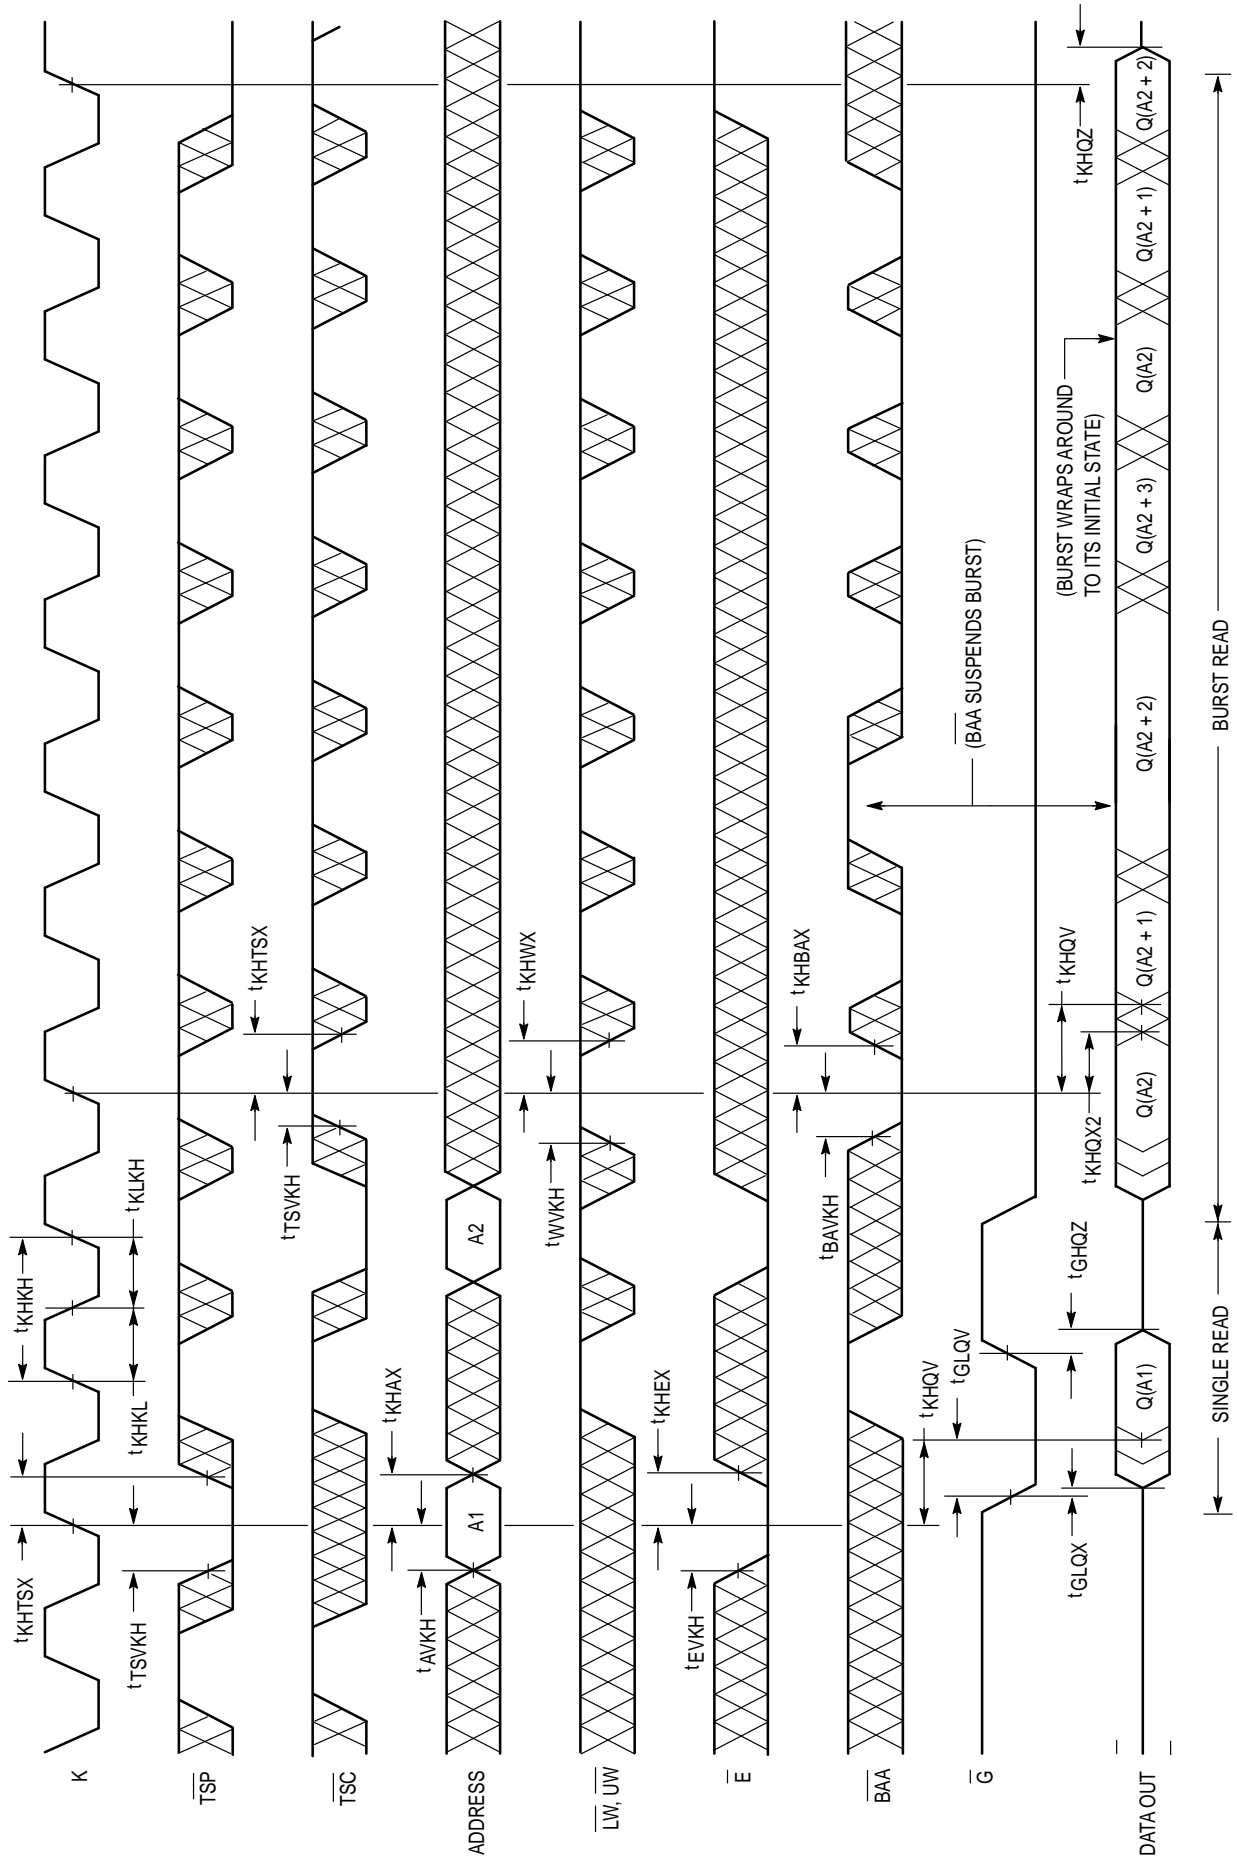 K
TSP
TSC
ADDRESS
LW, UW
E
BAA
G
DATA OUT
tKHTSX
tTSVKH
tKHKH
tKHKL
tKLKH
tTSVKH
tKHTSX
tAVKH
tKHAX
A1
A2
tWVKH
tKHWX
tEVKH
tKHEX
tBAVKH
tKHBAX
(BAA SUSPENDS BURST)
tKHQV
tGLQV
tGLQX
tGHQZ
tKHQX2
tKHQV
(BURST WRAPS AROUND
TO ITS INITIAL STATE)
tKHQZ
Q(A1)
Q(A2)
Q(A2 + 1)
Q(A2 + 2)
Q(A2 + 3)
Q(A2)
Q(A2 + 1)
Q(A2 + 2)
SINGLE READ
BURST READ